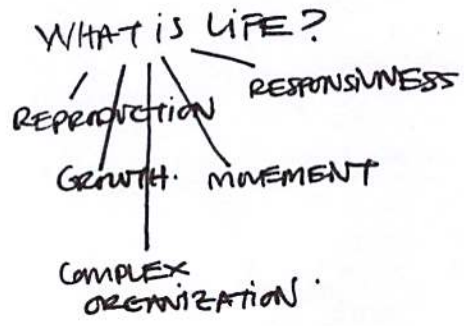 WHAT IS LIFE?
RESPONSIVNESS
REPRODUCTION
GROWTH. MOVEMENT
COMPLEX
ORGANIZATION.